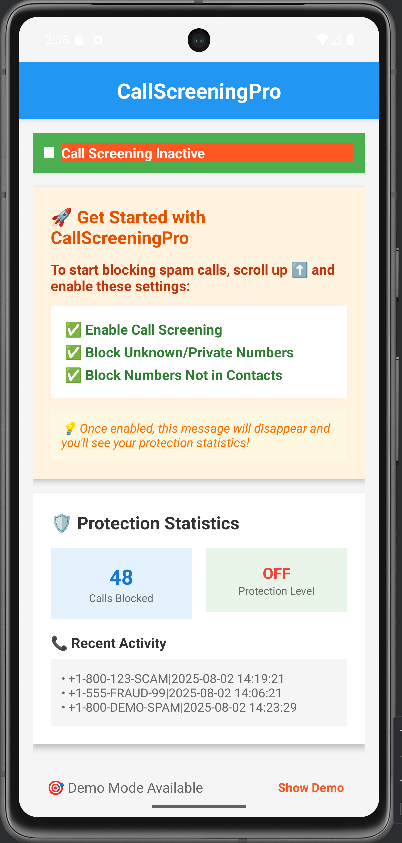 2:38
CallScreeningPro
Call Screening Inactive
🚀 Get Started with
CallScreeningPro
To start blocking spam calls, scroll up ⬆️ and
enable these settings:
✅ Enable Call Screening
✅ Block Unknown/Private Numbers
✅ Block Numbers Not in Contacts
💡 Once enabled, this message will disappear and
you'll see your protection statistics!
🛡️ Protection Statistics
48
Calls Blocked
OFF
Protection Level
📞 Recent Activity
• +1-800-123-SCAM|2025-08-02 14:19:21
• +1-555-FRAUD-99|2025-08-02 14:06:21
• +1-800-DEMO-SPAM|2025-08-02 14:23:29
🎯 Demo Mode Available
Show Demo